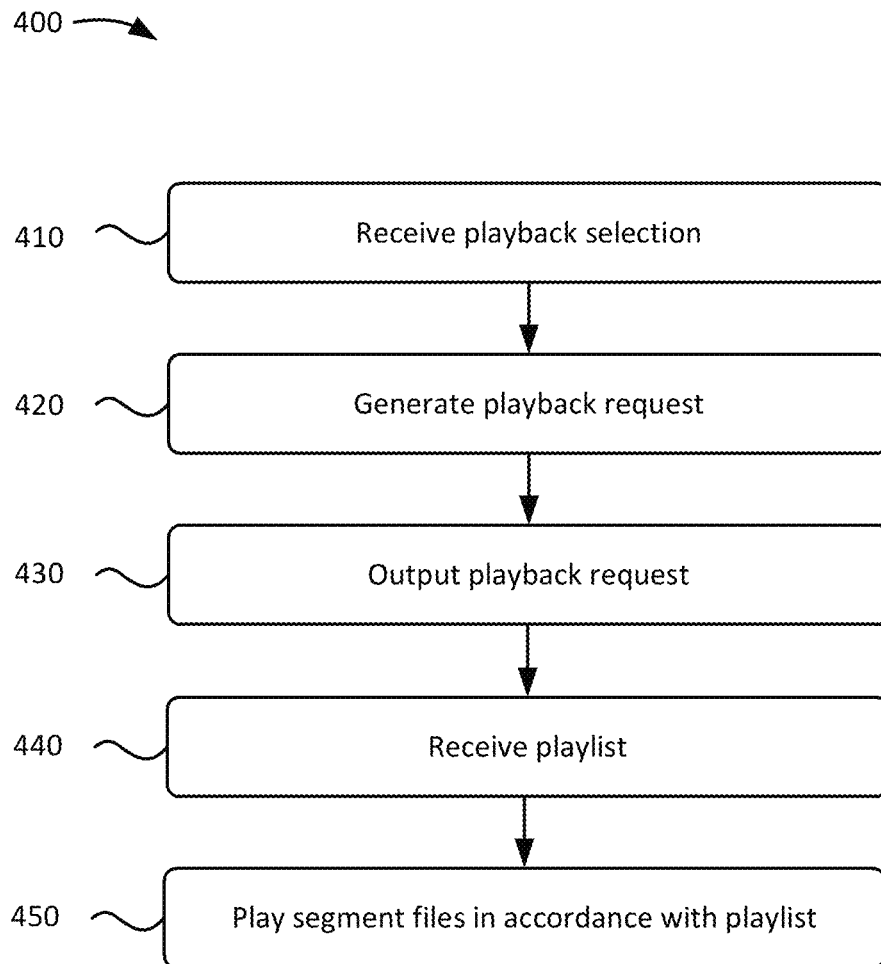 400
410 Receive playback selection
420 Generate playback request
430 Output playback request
440 Receive playlist
450 Play segment files in accordance with playlist